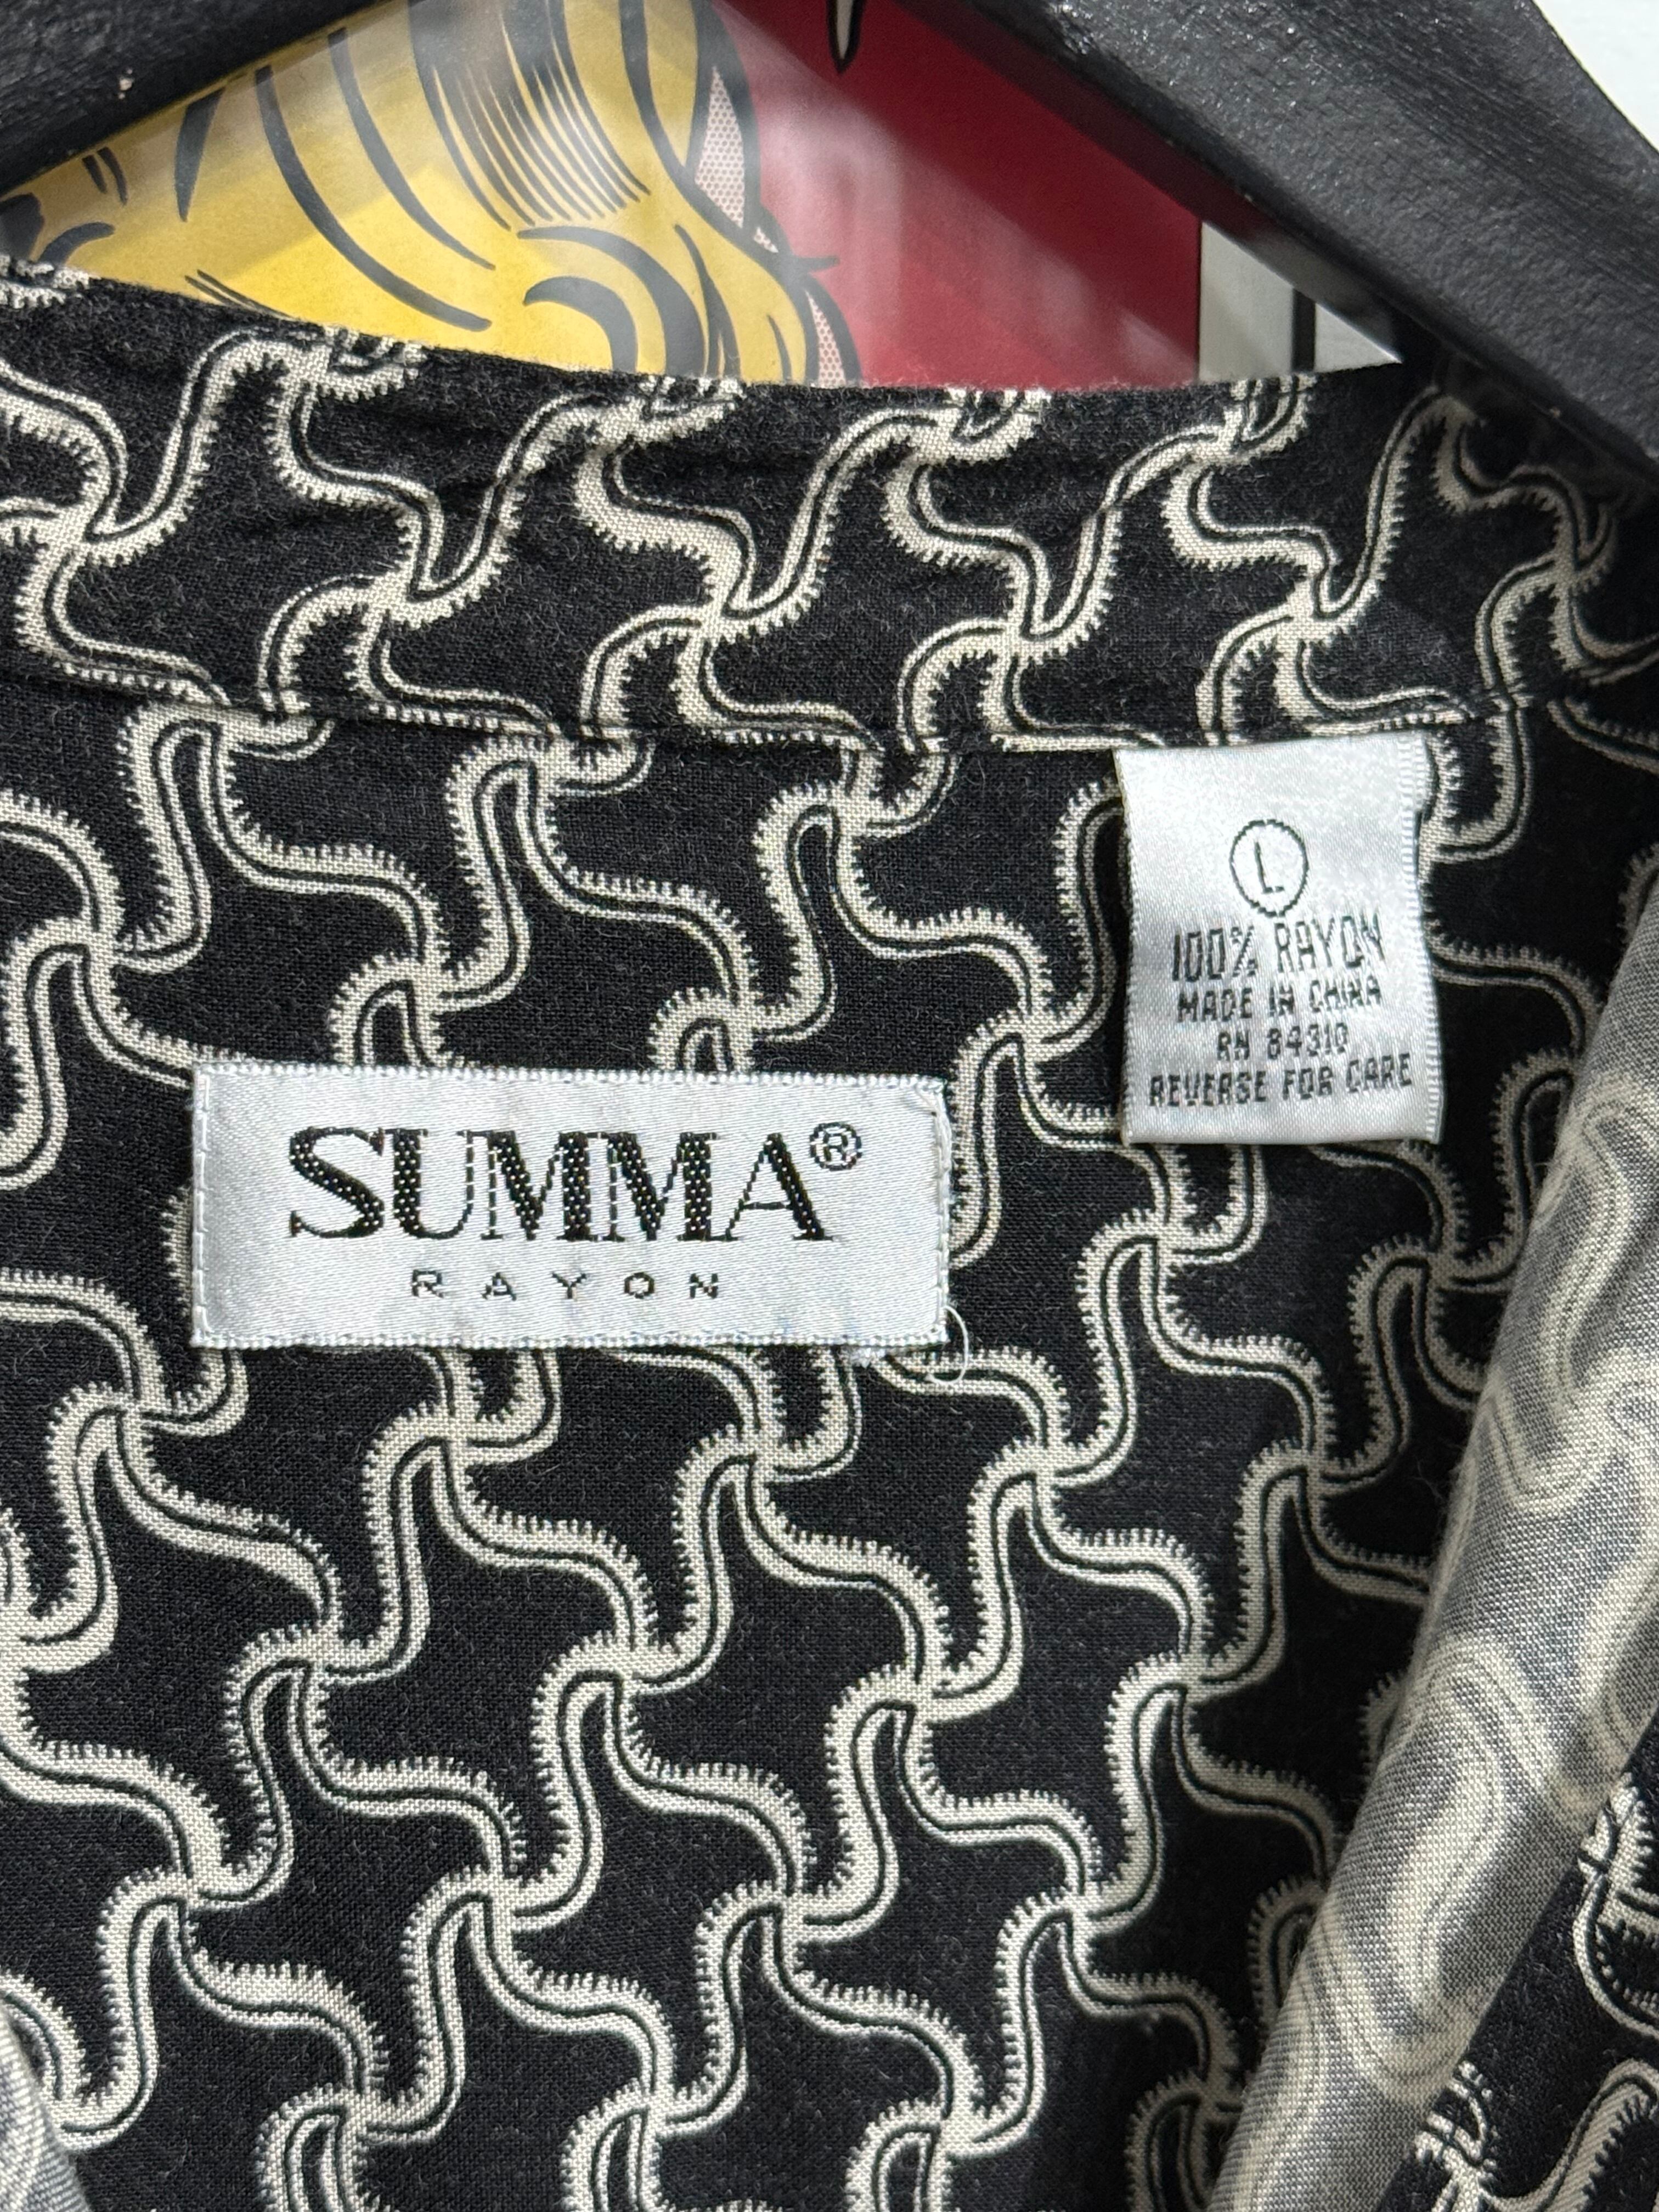 L
100% RAYON
MADE IN CHINA
RN 84310
REVERSE FOR CARE
SUMMA®
RAYON